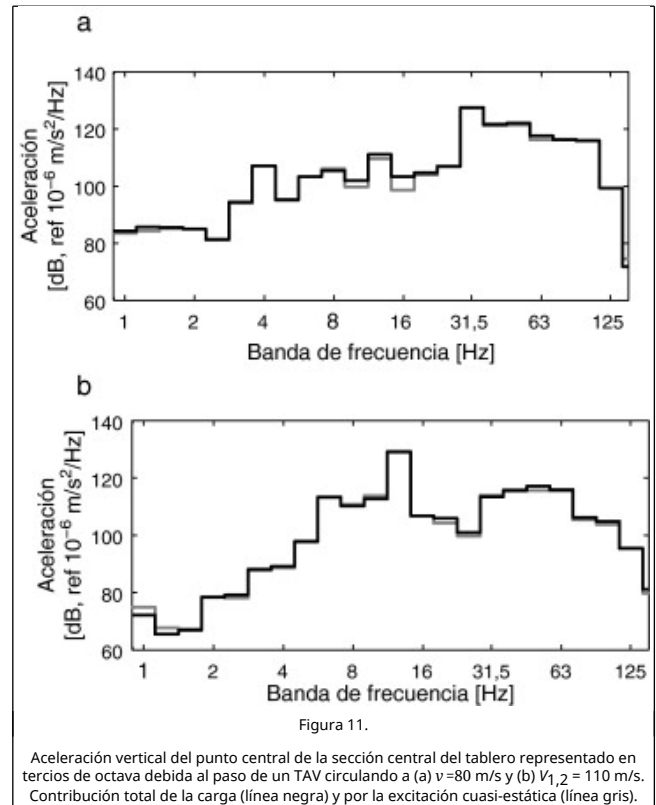 a
140
120
100
80
60
Aceleración
[dB, ref 10⁻⁶ m/s²/Hz]
1 2 4 8 16 31,5 63 125
Banda de frecuencia [Hz]
b
140
120
100
80
60
Aceleración
[dB, ref 10⁻⁶ m/s²/Hz]
1 2 4 8 16 31,5 63 125
Banda de frecuencia [Hz]
Figura 11.
Aceleración vertical del punto central de la sección central del tablero representado en
tercios de octava debida al paso de un TAV circulando a (a) v =80 m/s y (b) V1,2 = 110 m/s.
Contribución total de la carga (línea negra) y por la excitación cuasi-estática (línea gris).